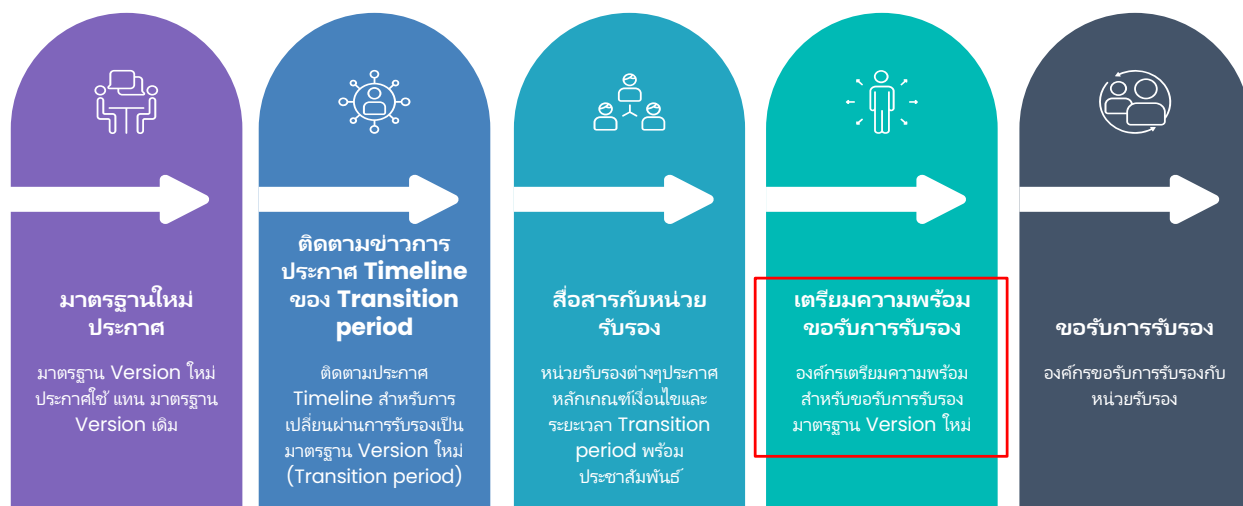 มาตรฐานใหม่
ประกาศ
มาตรฐาน Version ใหม่
ประกาศใช้ แทน มาตรฐาน
Version เดิม
ติดตามข่าวการ
ประกาศ Timeline
ของ Transition
period
ติดตามประกาศ
Timeline สำหรับการ
เปลี่ยนผ่านการรับรองเป็น
มาตรฐาน Version ใหม่
(Transition period)
สื่อสารกับหน่วย
รับรอง
หน่วยรับรองต่างๆประกาศ
หลักเกณฑ์เงื่อนไขและ
ระยะเวลา Transition
period พร้อม
ประชาสัมพันธ์
เตรียมความพร้อม
ขอรับการรับรอง
องค์กรเตรียมความพร้อม
สำหรับขอรับการรับรอง
มาตรฐาน Version ใหม่
ขอรับการรับรอง
องค์กรขอรับการรับรองกับ
หน่วยรับรอง